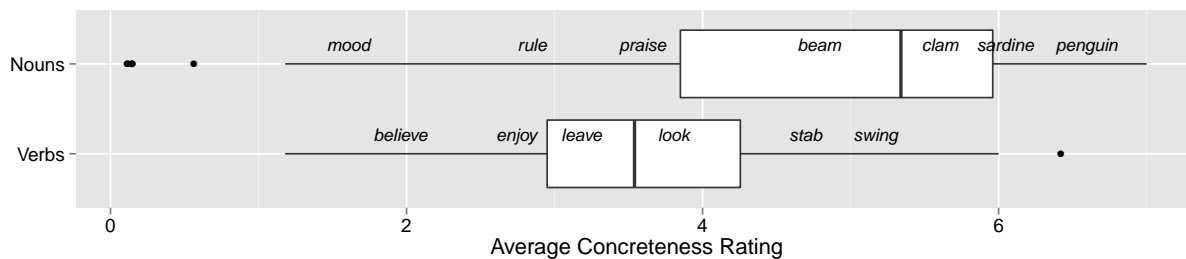 Nouns
mood rule praise beam clam sardine penguin
Verbs
believe enjoy leave look stab swing
0 2 4 6
Average Concreteness Rating